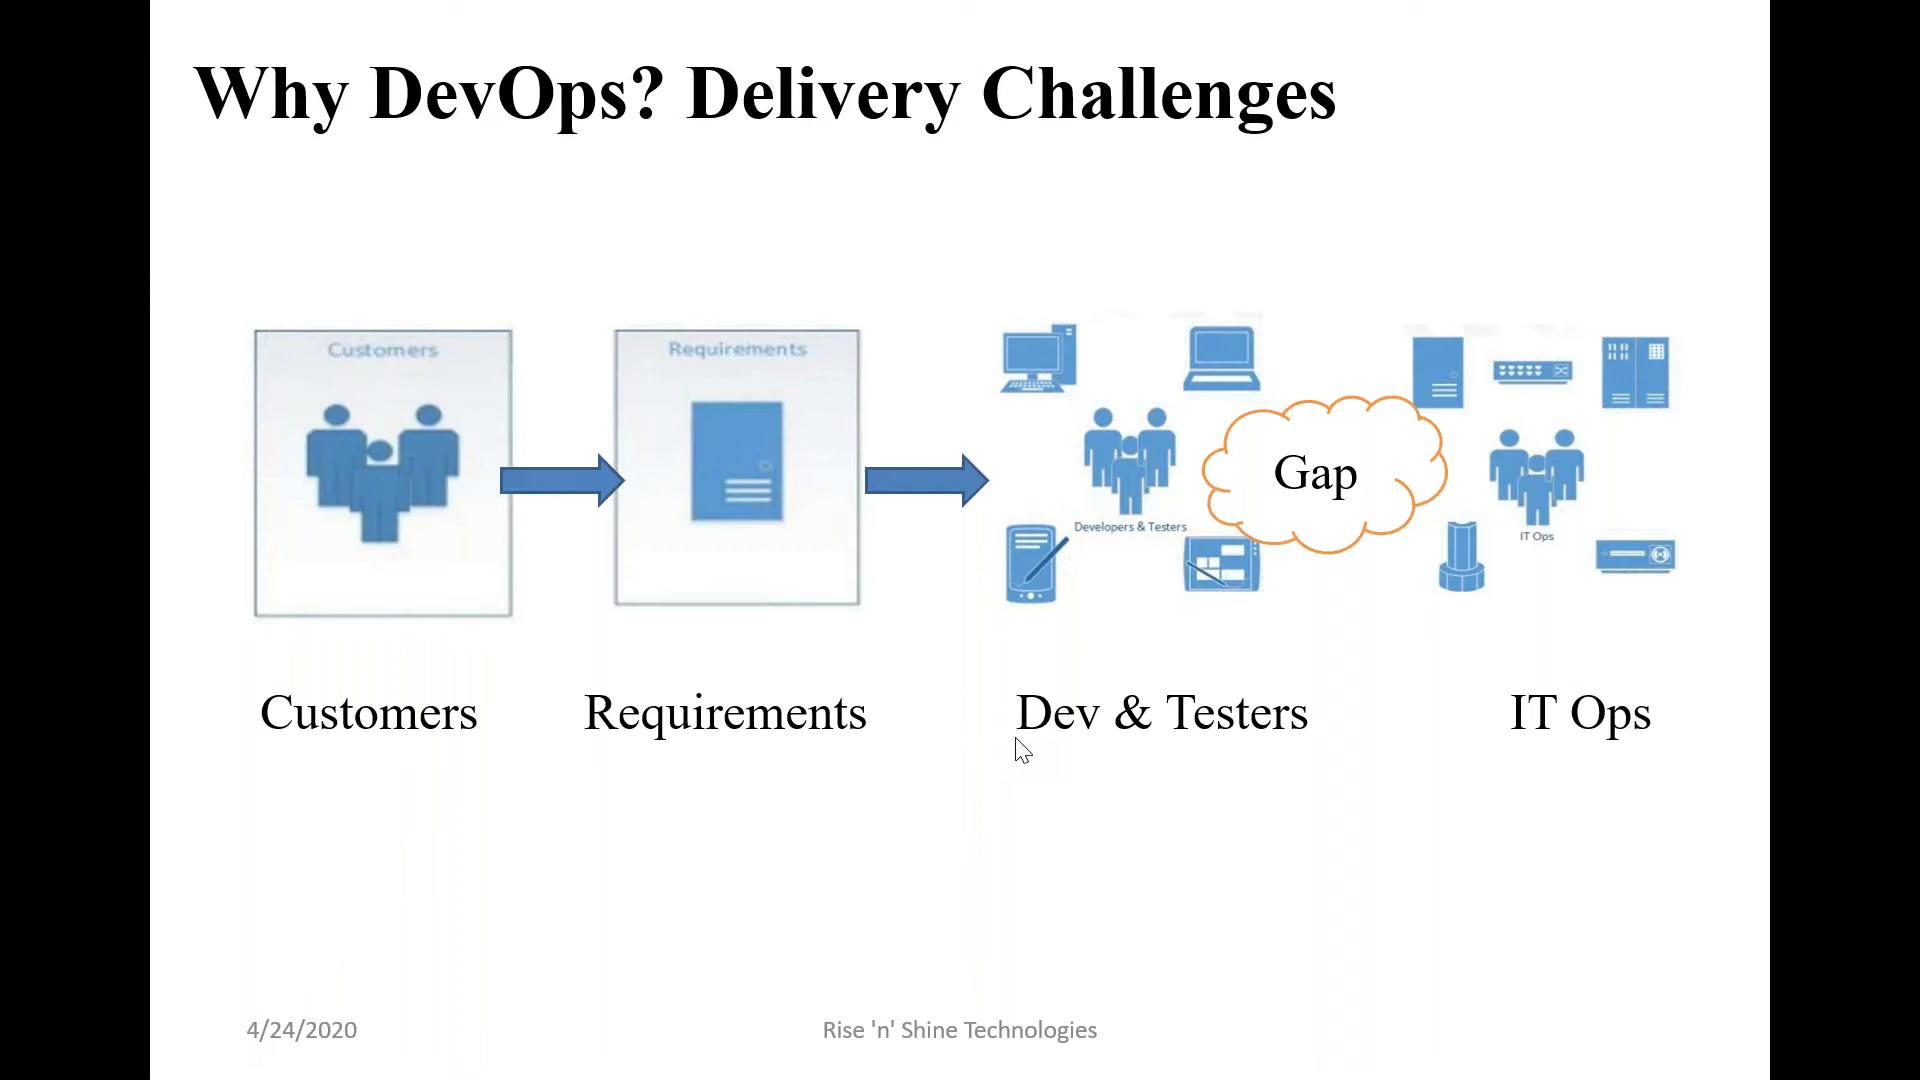 Why DevOps? Delivery Challenges
Customers
Requirements
Gap
Developers & Testers
IT Ops
Customers
Requirements
Dev & Testers
IT Ops
4/24/2020
Rise 'n' Shine Technologies